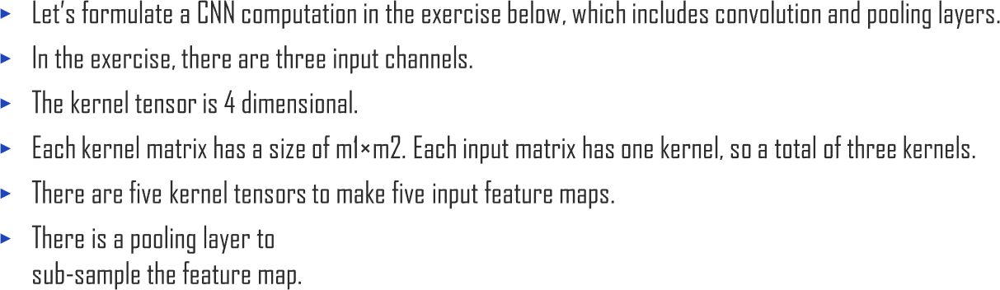 ► Let's formulate a CNN computation in the exercise below, which includes convolution and pooling layers.
► In the exercise, there are three input channels.
► The kernel tensor is 4 dimensional.
► Each kernel matrix has a size of m1×m2. Each input matrix has one kernel, so a total of three kernels.
► There are five kernel tensors to make five input feature maps.
► There is a pooling layer to
sub-sample the feature map.